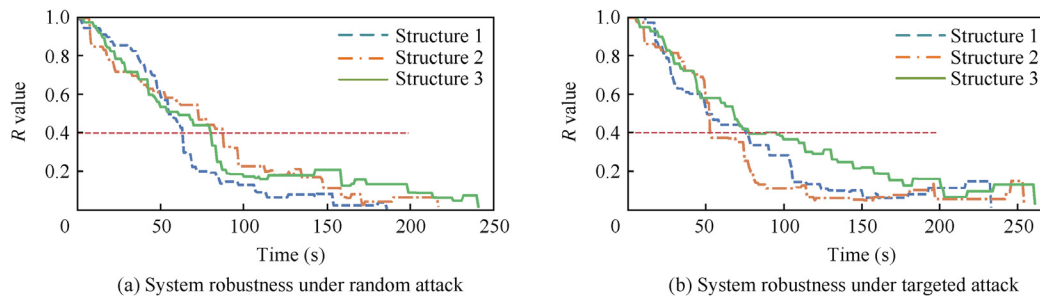 1.0
0.8
0.6
0.4
0.2
R value
0
50
100
150
200
250
Time (s)
Structure 1
Structure 2
Structure 3
(a) System robustness under random attack
1.0
0.8
0.6
0.4
0.2
R value
0
50
100
150
200
250
Time (s)
Structure 1
Structure 2
Structure 3
(b) System robustness under targeted attack